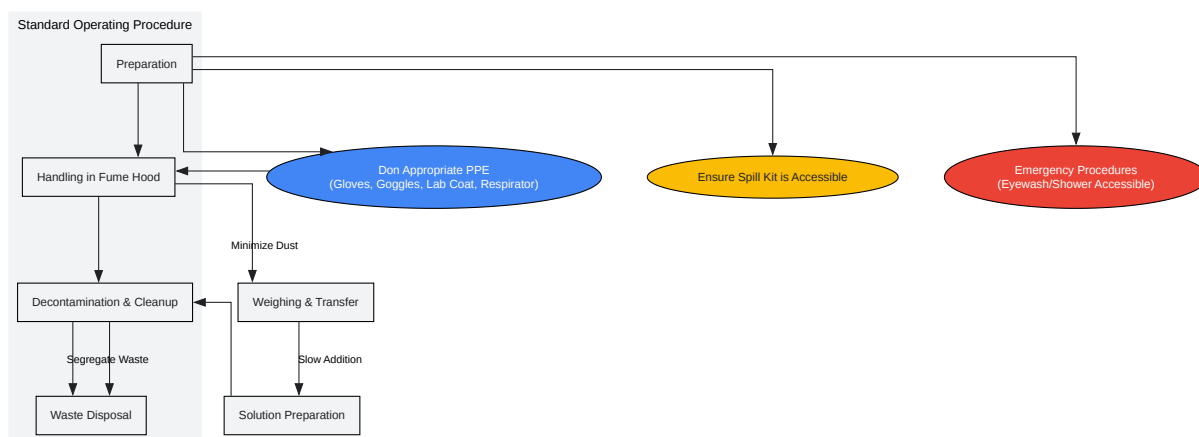 Standard Operating Procedure
Preparation
Handling in Fume Hood
Don Appropriate PPE
(Gloves, Goggles, Lab Coat, Respirator)
Ensure Spill Kit is Accessible
Emergency Procedures
(Eyewash/Shower Accessible)
Minimize Dust
Decontamination & Cleanup
Weighing & Transfer
Segregate Waste
Slow Addition
Waste Disposal
Solution Preparation